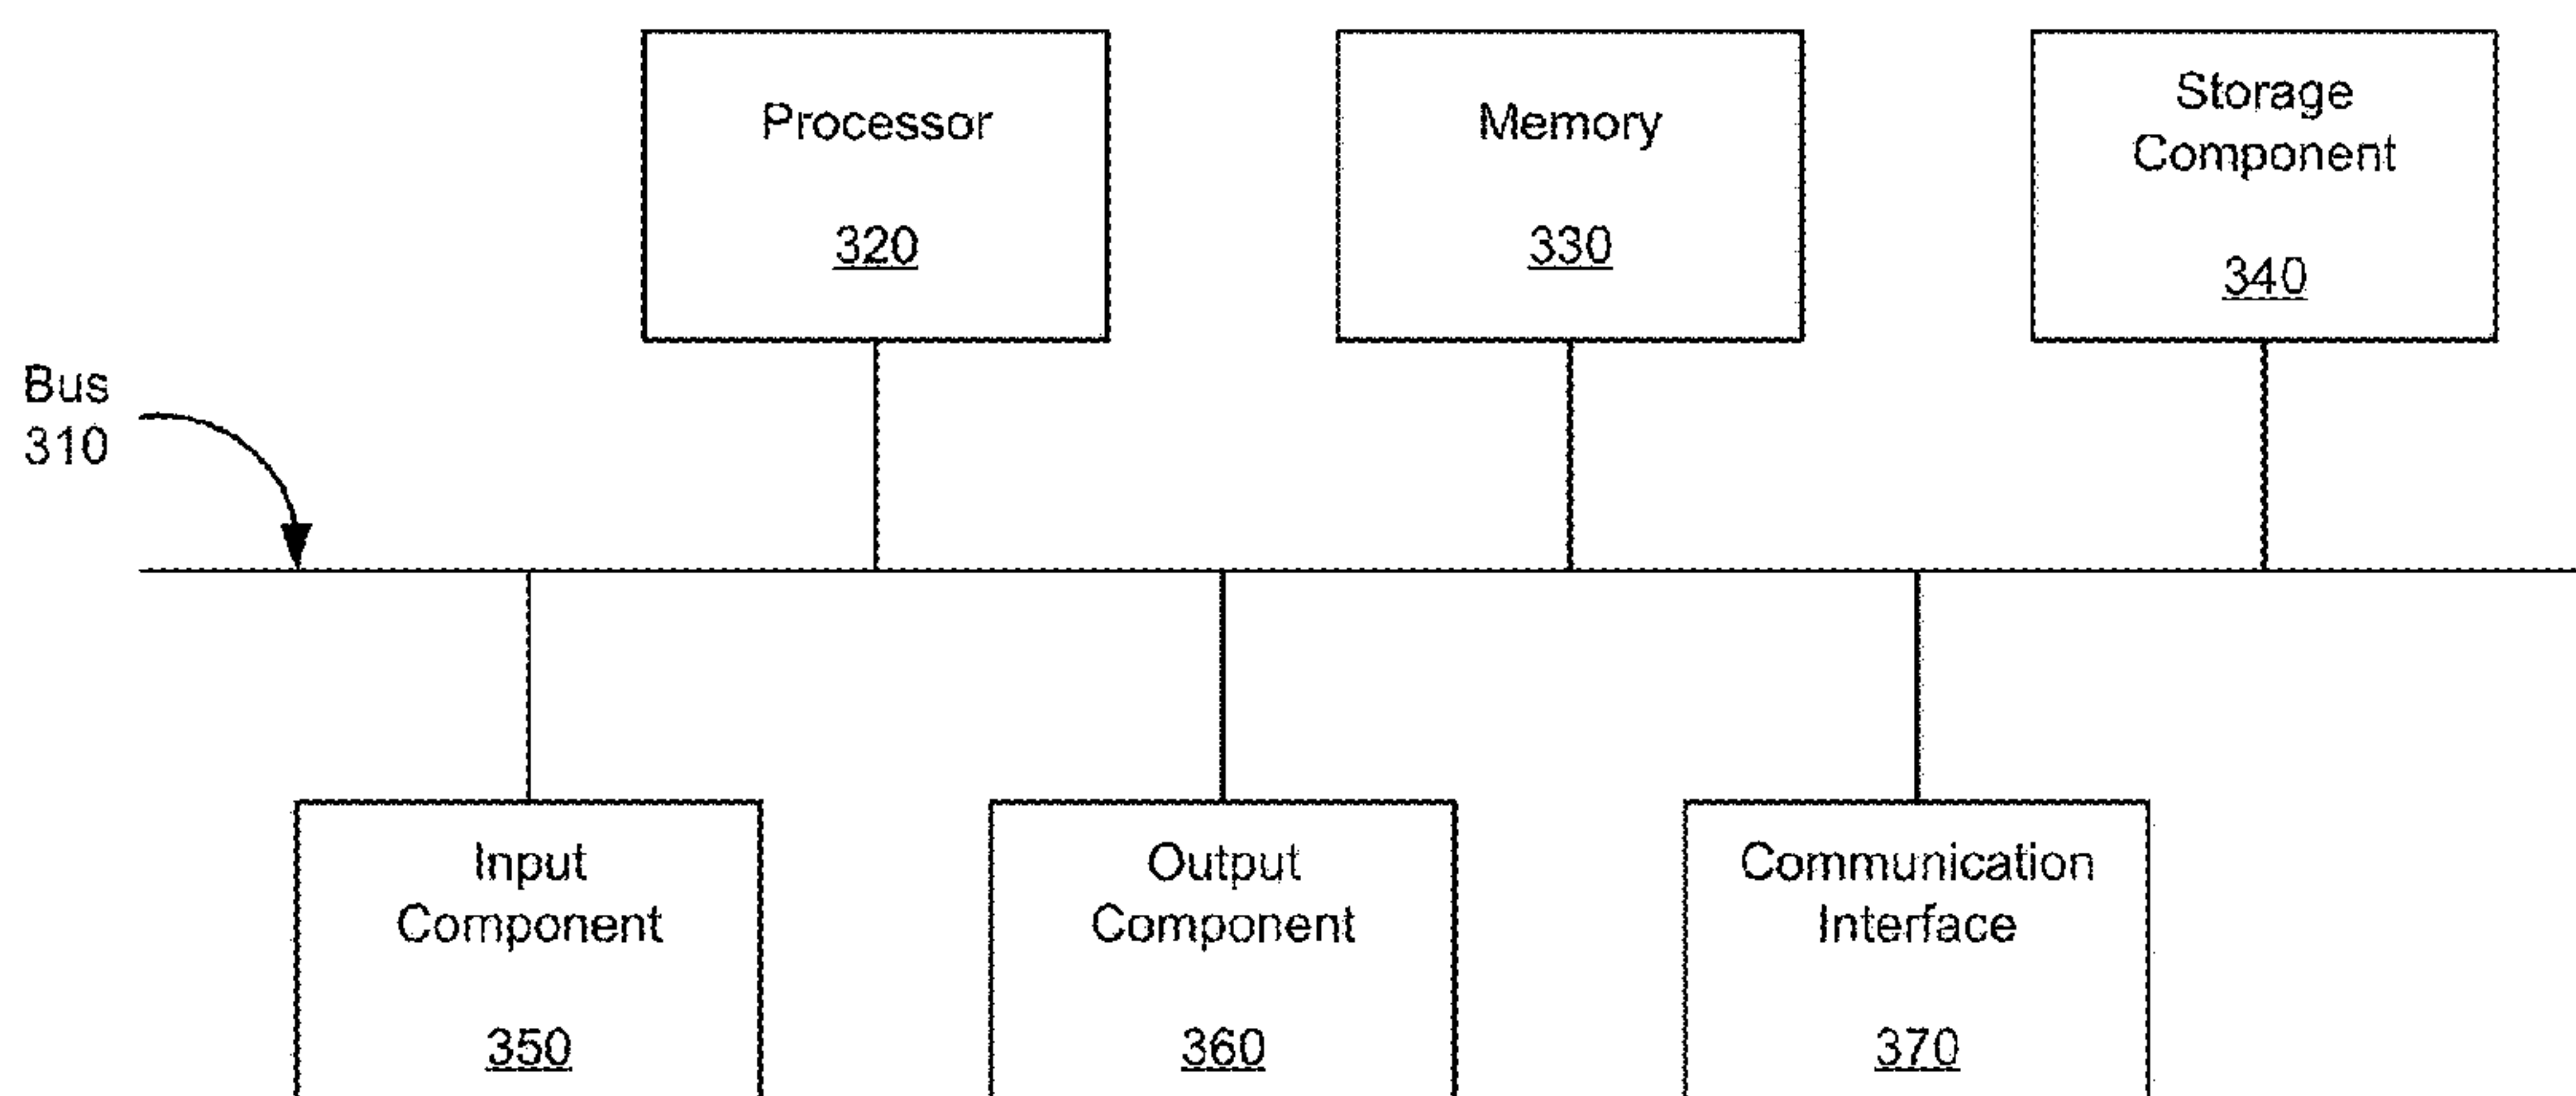 Processor
320
Memory
330
Storage
Component
340
Bus
310
Input
Component
350
Output
Component
360
Communication
Interface
370